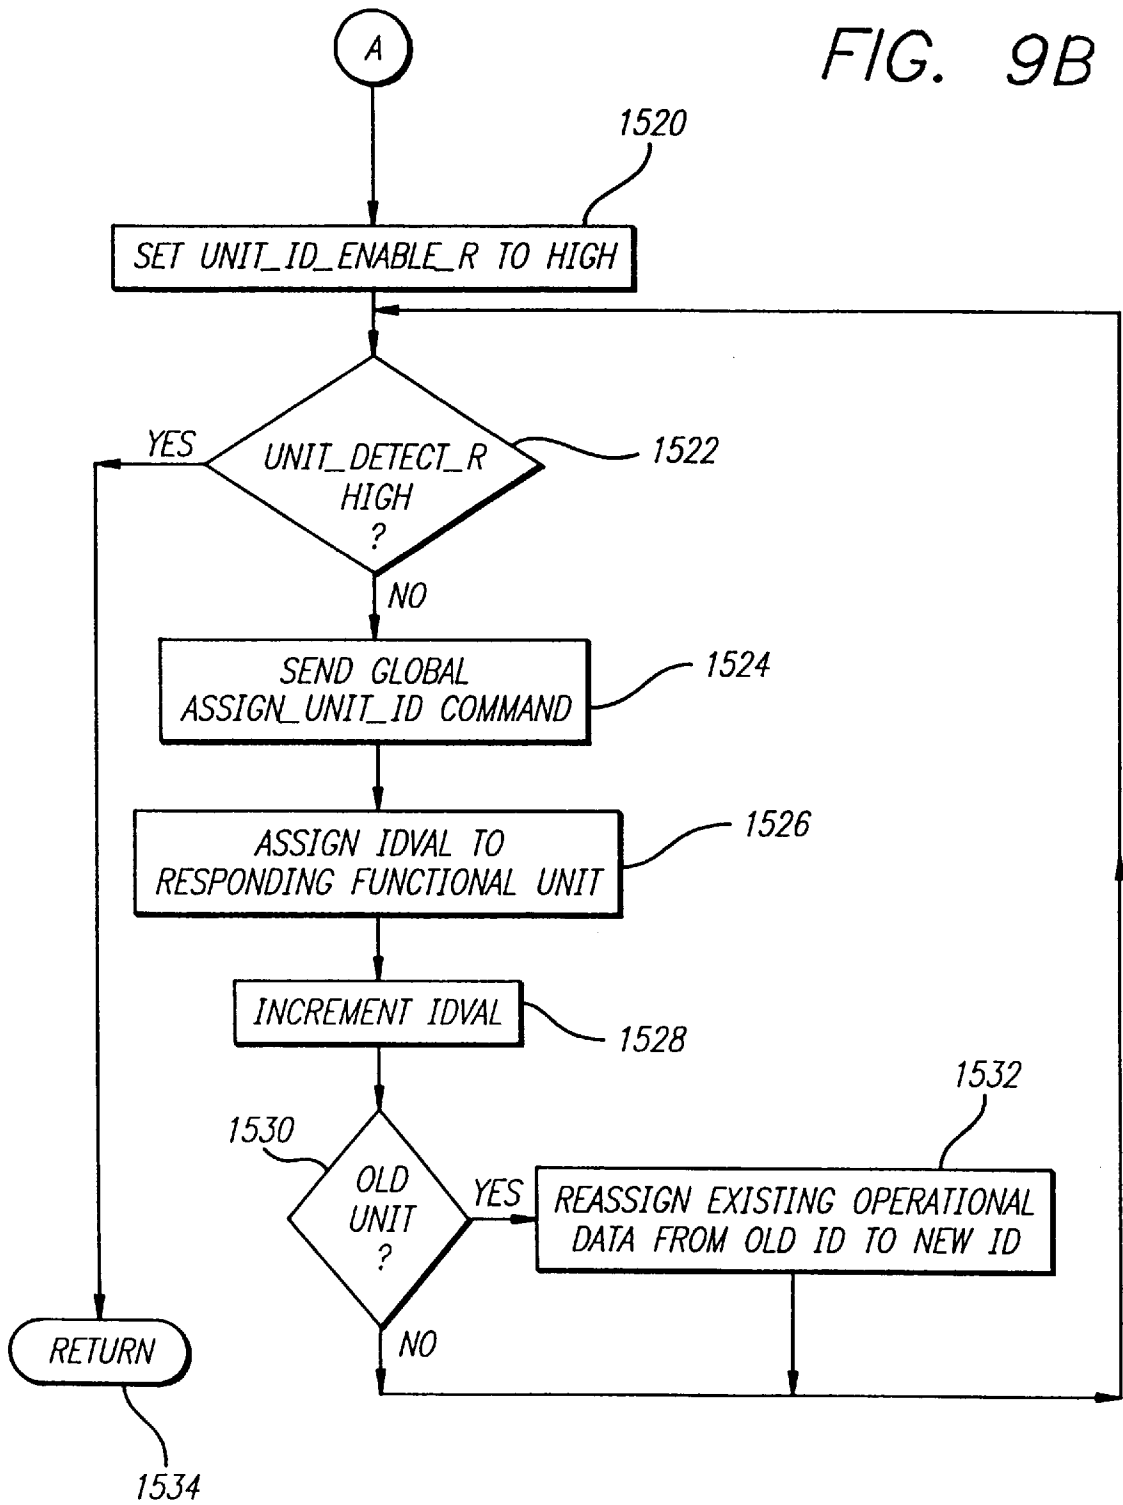 A
FIG. 9B
1520
SET UNIT_ID_ENABLE_R TO HIGH
YES
UNIT_DETECT_R
HIGH
?
1522
NO
SEND GLOBAL
ASSIGN_UNIT_ID COMMAND
1524
ASSIGN IDVAL TO
RESPONDING FUNCTIONAL UNIT
1526
INCREMENT IDVAL
1528
1530
OLD
UNIT
?
YES
1532
REASSIGN EXISTING OPERATIONAL
DATA FROM OLD ID TO NEW ID
NO
RETURN
1534